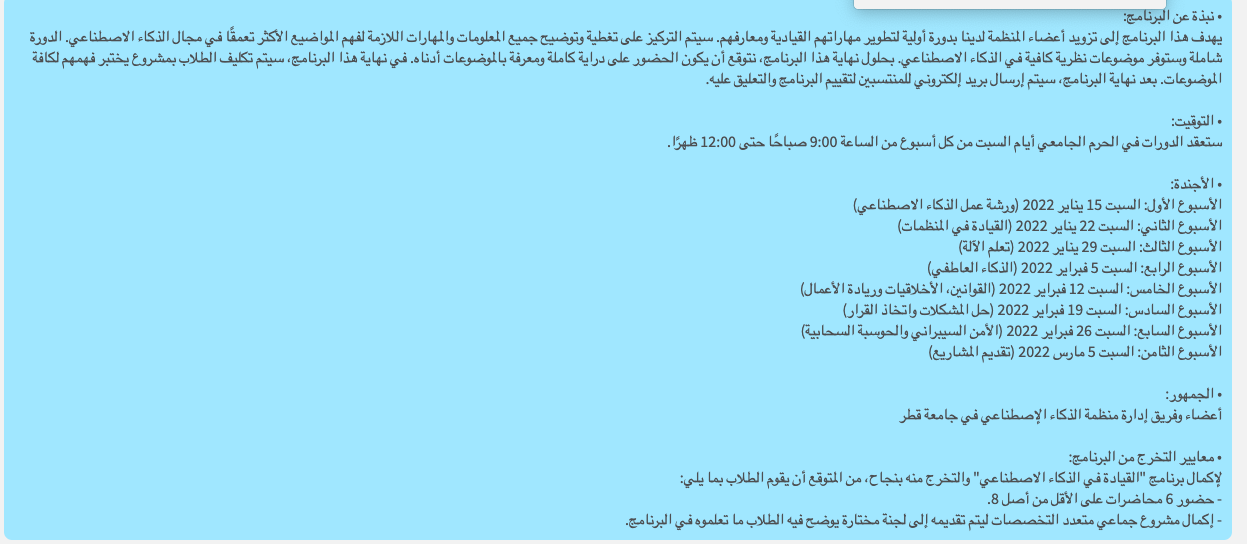 • نبذة عن البرنامج:
يهدف هذا البرنامج إلى تزويد أعضاء المنظمة لدينا بدورة أولية لتطوير مهاراتهم القيادية ومعارفهم. سيتم التركيز على تغطية وتوضيح جميع المعلومات والمهارات اللازمة لفهم المواضيع الأكثر تعمقًا في مجال الذكاء الاصطناعي. الدورة
شاملة وستوفر موضوعات نظرية كافية في الذكاء الاصطناعي. بحلول نهاية هذا البرنامج، نتوقع أن يكون الحضور على دراية كاملة ومعرفة بالموضوعات أدناه. في نهاية هذا البرنامج، سيتم تكليف الطلاب بمشروع يختبر فهمهم لكافة
الموضوعات. بعد نهاية البرنامج، سيتم إرسال بريد إلكتروني للمنتسبين لتقييم البرنامج والتعليق عليه.
• التوقيت:
ستعقد الدورات في الحرم الجامعي أيام السبت من كل أسبوع من الساعة 9:00 صباحًا حتى 12:00 ظهرًا.
• الأجندة:
الأسبوع الأول: السبت 15 يناير 2022 (ورشة عمل الذكاء الاصطناعي)
الأسبوع الثاني: السبت 22 يناير 2022 (القيادة في المنظمات)
الأسبوع الثالث: السبت 29 يناير 2022 (تعلم الآلة)
الأسبوع الرابع: السبت 5 فبراير 2022 (الذكاء العاطفي)
الأسبوع الخامس: السبت 12 فبراير 2022 (القوانين، الأخلاقيات وريادة الأعمال)
الأسبوع السادس: السبت 19 فبراير 2022 (حل المشكلات واتخاذ القرار)
الأسبوع السابع: السبت 26 فبراير 2022 (الأمن السيبراني والحوسبة السحابية)
الأسبوع الثامن: السبت 5 مارس 2022 (تقديم المشاريع)
• الجمهور:
أعضاء وفريق إدارة منظمة الذكاء الإصطناعي في جامعة قطر
• معايير التخرج من البرنامج:
لإكمال برنامج "القيادة في الذكاء الاصطناعي" والتخرج منه بنجاح، من المتوقع أن يقوم الطلاب بما يلي:
- حضور 6 محاضرات على الأقل من أصل 8.
- إكمال مشروع جماعي متعدد التخصصات ليتم تقديمه إلى لجنة مختارة يوضح فيه الطلاب ما تعلموه في البرنامج.